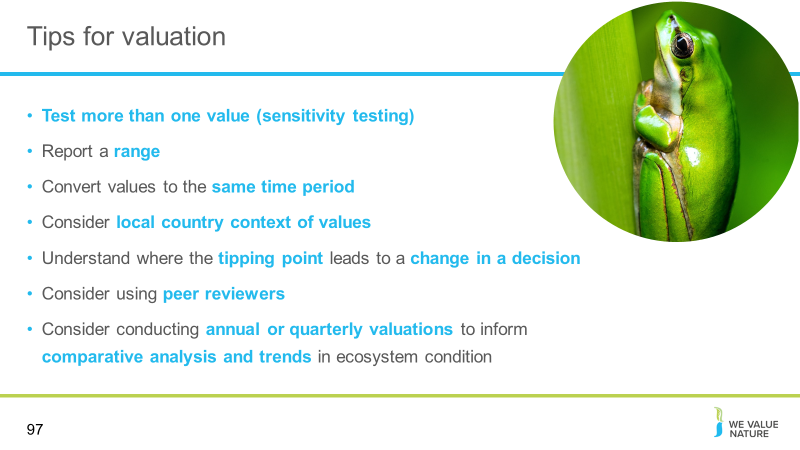 Tips for valuation
• Test more than one value (sensitivity testing)
• Report a range
• Convert values to the same time period
• Consider local country context of values
• Understand where the tipping point leads to a change in a decision
• Consider using peer reviewers
• Consider conducting annual or quarterly valuations to inform
comparative analysis and trends in ecosystem condition
97
WE VALUE
NATURE